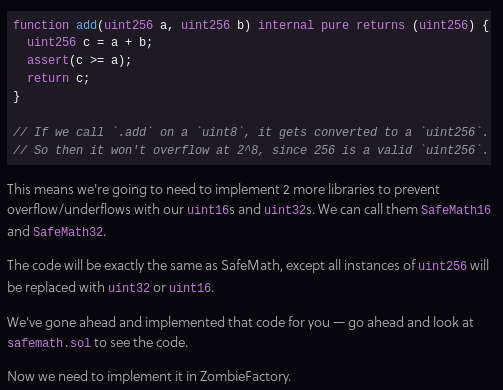 function add(uint256 a, uint256 b) internal pure returns (uint256) {
  uint256 c = a + b;
  assert(c >= a);
  return c;
}
// If we call `.add` on a `uint8`, it gets converted to a `uint256`.
// So then it won't overflow at 2^8, since 256 is a valid `uint256`.
This means we're going to need to implement 2 more libraries to prevent
overflow/underflows with our uint16s and uint32s. We can call them SafeMath16
and SafeMath32.
The code will be exactly the same as SafeMath, except all instances of uint256 will
be replaced with uint32 or uint16.
We've gone ahead and implemented that code for you — go ahead and look at
safemath.sol to see the code.
Now we need to implement it in ZombieFactory.